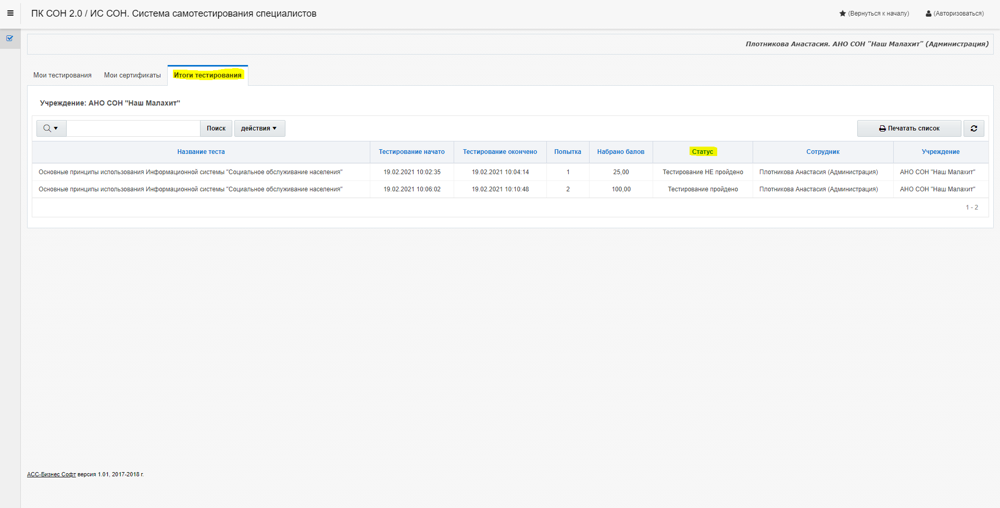 ПК СОН 2.0 / ИС СОН. Система самотестирования специалистов
(Вернуться к началу) (Авторизоваться)
Плотникова Анастасия. АНО СОН "Наш Малахит" (Администрация)
Мои тестирования Мои сертификаты Итоги тестирования
Учреждение: АНО СОН "Наш Малахит"
Поиск действия Печатать список
Название теста Тестирование начато Тестирование окончено Попытка Набрано балов Статус Сотрудник Учреждение
Основные принципы использования Информационной системы "Социальное обслуживание населения" 19.02.2021 10:02:35 19.02.2021 10:04:14 1 25,00 Тестирование НЕ пройдено Плотникова Анастасия (Администрация) АНО СОН "Наш Малахит"
Основные принципы использования Информационной системы "Социальное обслуживание населения" 19.02.2021 10:06:02 19.02.2021 10:10:48 2 100,00 Тестирование пройдено Плотникова Анастасия (Администрация) АНО СОН "Наш Малахит"
1 - 2
АСС-Бизнес Софт версия 1.01, 2017-2018 г.